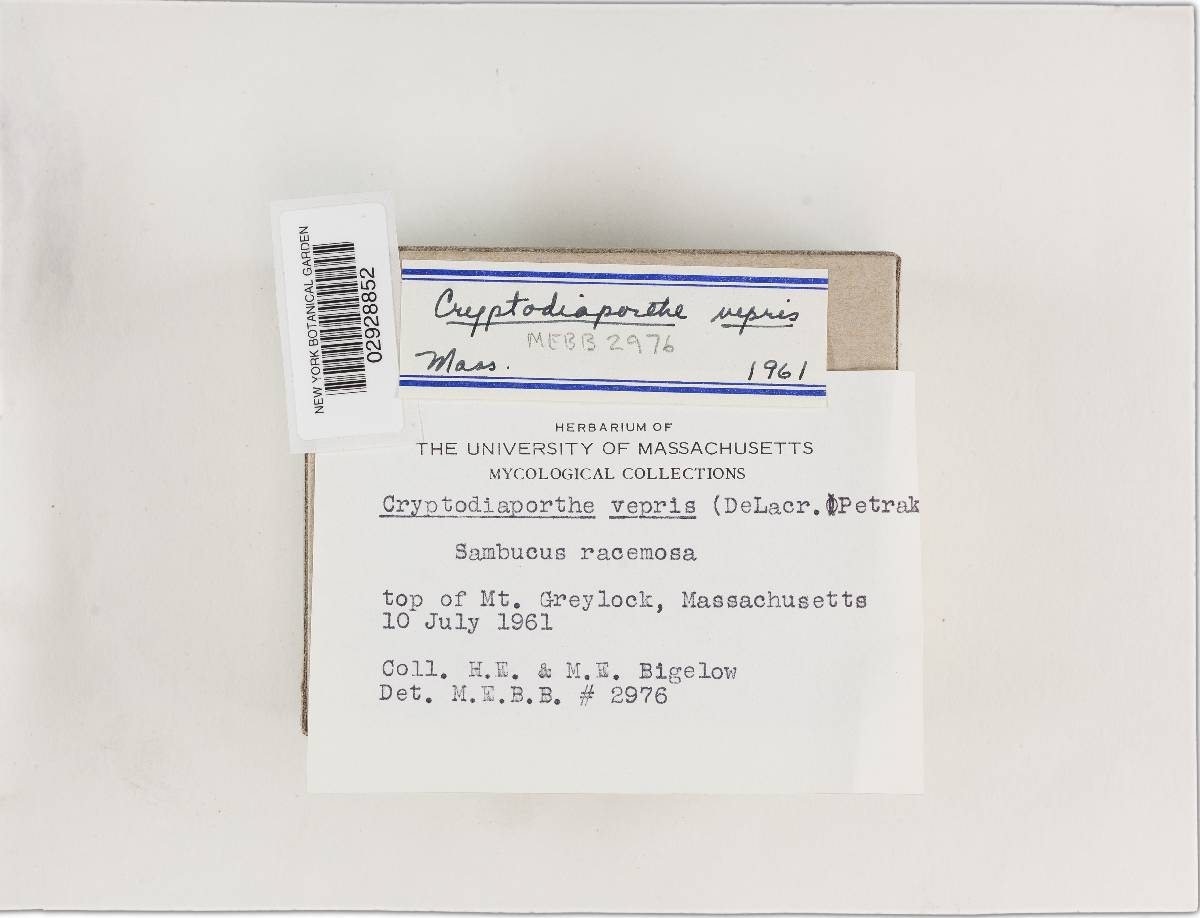 NEW YORK BOTANICAL GARDEN
02928852
Cryptodiaporthe vepris
MEBB 2976
Mass. 1961
HERBARIUM OF
THE UNIVERSITY OF MASSACHUSETTS
MYCOLOGICAL COLLECTIONS
Cryptodiaporthe vepris (DeLacr.)Petrak
Sambucus racemosa
top of Mt. Greylock, Massachusetts
10 July 1961
Coll. H.E. & M.E. Bigelow
Det. M.E.B.B. # 2976